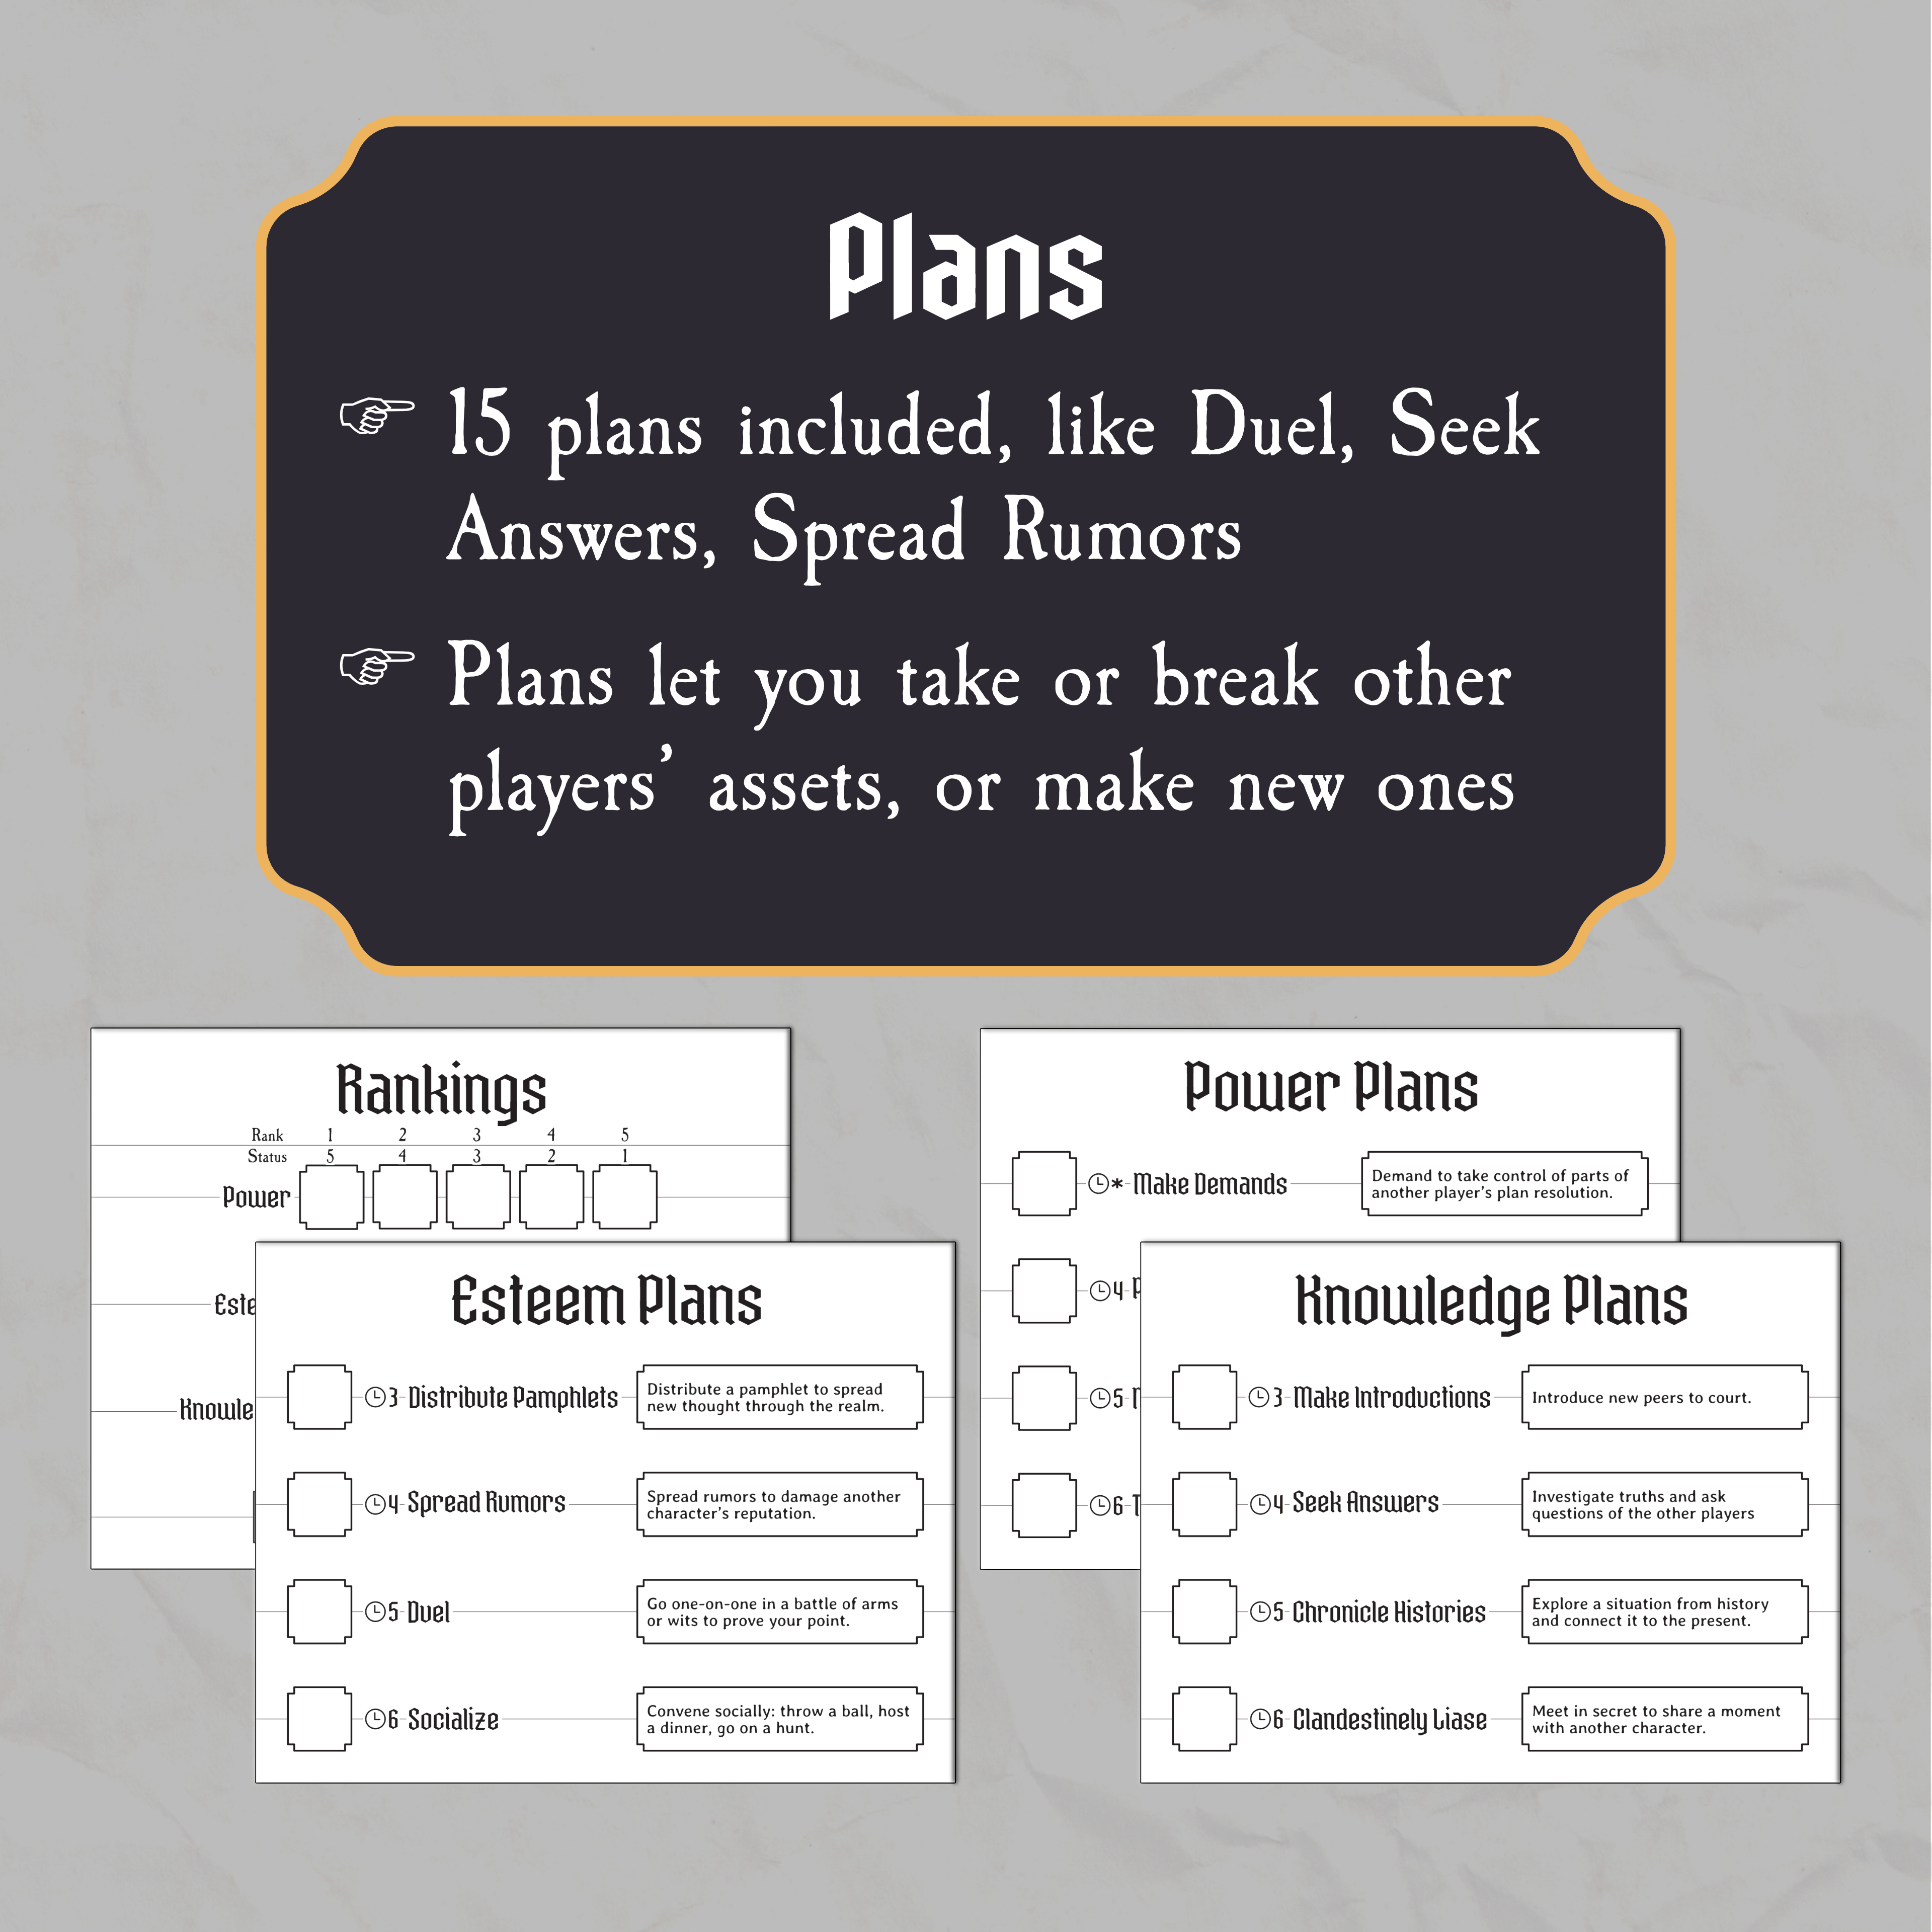 Plans
15 plans included, like Duel, Seek
Answers, Spread Rumors
Plans let you take or break other
players’ assets, or make new ones
Rankings
Rank 1 2 3 4 5
Status 5 4 3 2 1
Power
Power Plans
* Make Demands
Demand to take control of parts of
another player's plan resolution.
4
5
6
Esteem Plans
3 Distribute Pamphlets
Distribute a pamphlet to spread
new thought through the realm.
4 Spread Rumors
Spread rumors to damage another
character's reputation.
5 Duel
Go one-on-one in a battle of arms
or wits to prove your point.
6 Socialize
Convene socially: throw a ball, host
a dinner, go on a hunt.
Knowledge Plans
3 Make Introductions
Introduce new peers to court.
4 Seek Answers
Investigate truths and ask
questions of the other players
5 Chronicle Histories
Explore a situation from history
and connect it to the present.
6 Clandestinely Liase
Meet in secret to share a moment
with another character.